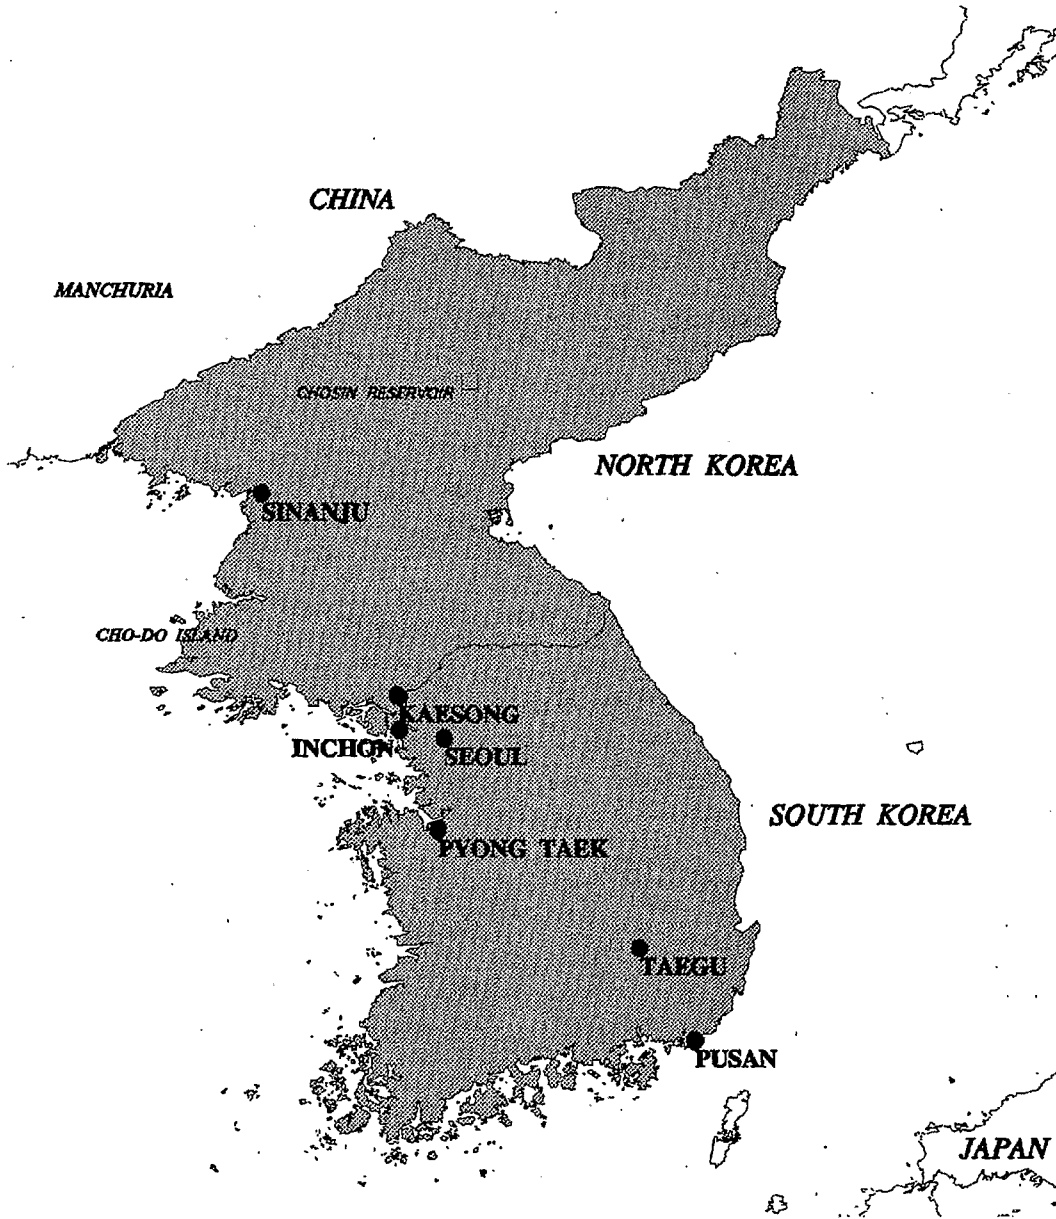 CHINA
MANCHURIA
CHOSIN RESERVOIR
NORTH KOREA
SINANJU
CHO-DO ISLAND
KAESONG
INCHON
SEOUL
SOUTH KOREA
PYONG TAEK
TAEGU
PUSAN
JAPAN